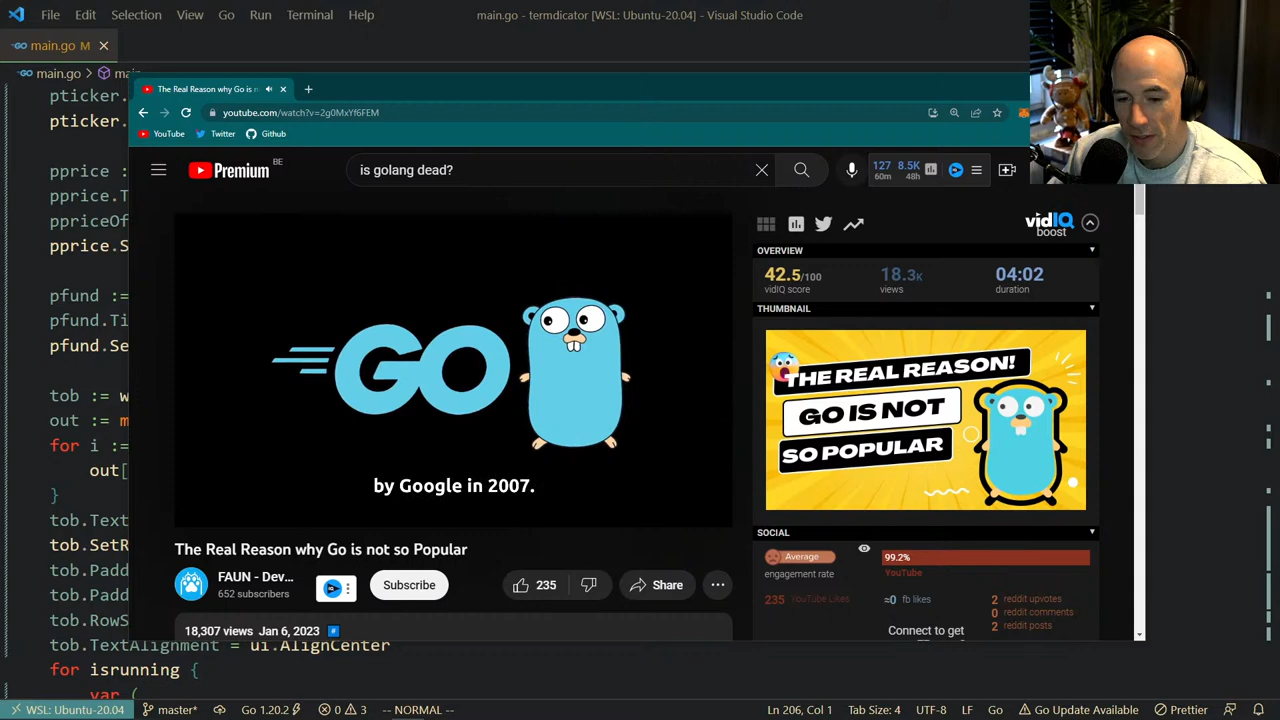 File Edit Selection View Go Run Terminal Help
main.go - termdicator [WSL: Ubuntu-20.04] - Visual Studio Code
GO main.go M
GO main.go >
pticker.
pticker.
pprice :
pprice.T
ppriceOf
pprice.S
pfund :=
pfund.Ti
pfund.Se
tob := w
out := m
for i :=
out[
}
tob.Text
tob.SetR
tob.Padd
tob.Padd
tob.RowS
tob.TextAlignment = ui.AlignCenter
for isrunning {
var (
The Real Reason why Go is n
youtube.com/watch?v=2g0MxYf6FEM
YouTube Twitter Github
Premium BE
is golang dead?
127 8.5K
60m 48h
GO
by Google in 2007.
The Real Reason why Go is not so Popular
FAUN - Dev...
652 subscribers
Subscribe
235
Share
18,307 views Jan 6, 2023 #
vidIQ
boost
OVERVIEW
42.5/100 18.3K 04:02
vidIQ score views duration
THUMBNAIL
THE REAL REASON!
GO IS NOT
SO POPULAR
SOCIAL
Average 99.2%
engagement rate YouTube
235 YouTube Likes ≈0 fb likes 2 reddit upvotes
0 reddit comments
2 reddit posts
Connect to get
WSL: Ubuntu-20.04 master* Go 1.20.2 0 3 -- NORMAL -- Ln 206, Col 1 Tab Size: 4 UTF-8 LF Go Go Update Available Prettier